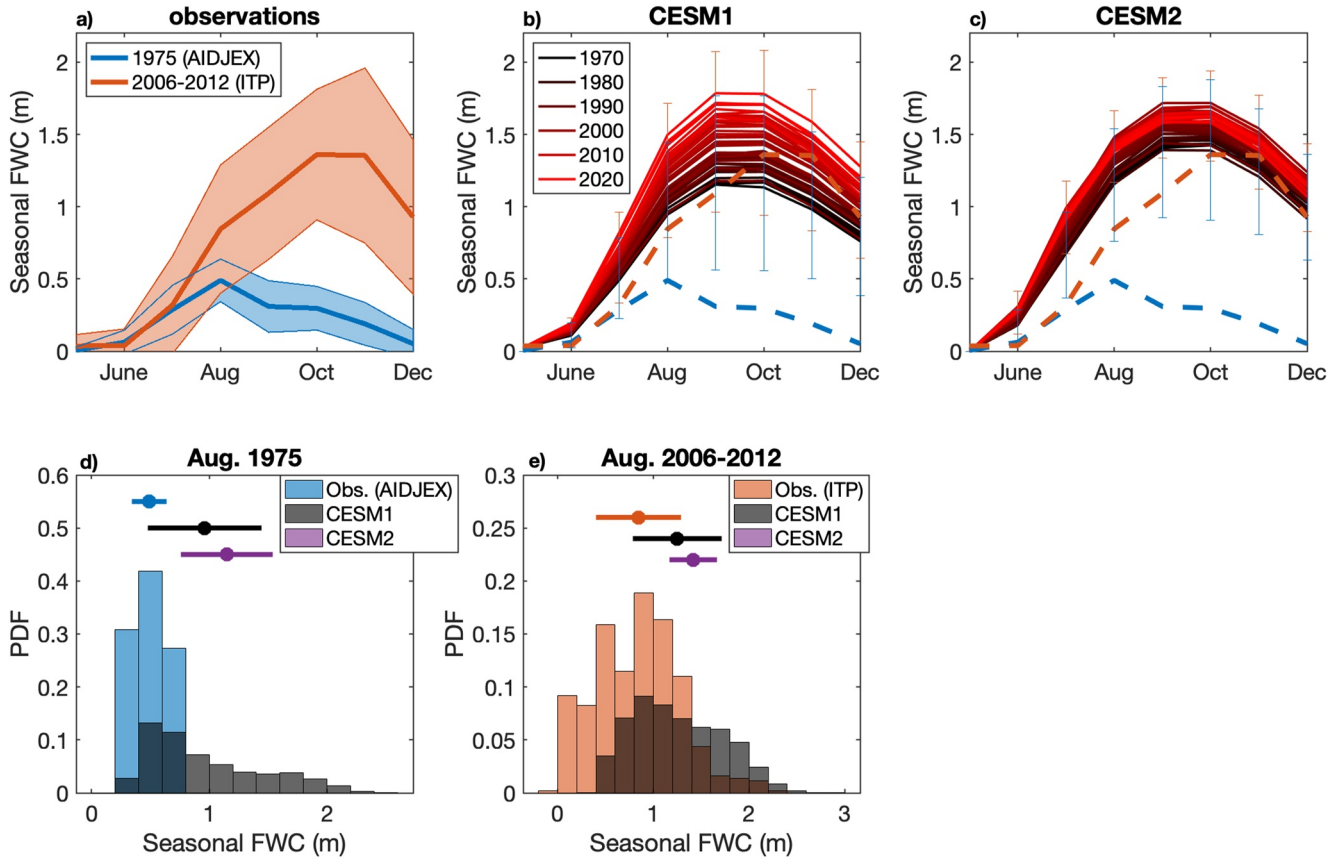 a) observations
1975 (AIDJEX)
2006-2012 (ITP)
Seasonal FWC (m)
2
1.5
1
0.5
0
June Aug Oct Dec
b) CESM1
1970
1980
1990
2000
2010
2020
Seasonal FWC (m)
2
1.5
1
0.5
0
June Aug Oct Dec
c) CESM2
Seasonal FWC (m)
2
1.5
1
0.5
0
June Aug Oct Dec
d) Aug. 1975
Obs. (AIDJEX)
CESM1
CESM2
PDF
0.6
0.5
0.4
0.3
0.2
0.1
0
0 1 2
Seasonal FWC (m)
e) Aug. 2006-2012
Obs. (ITP)
CESM1
CESM2
PDF
0.3
0.25
0.2
0.15
0.1
0.05
0
0 1 2 3
Seasonal FWC (m)